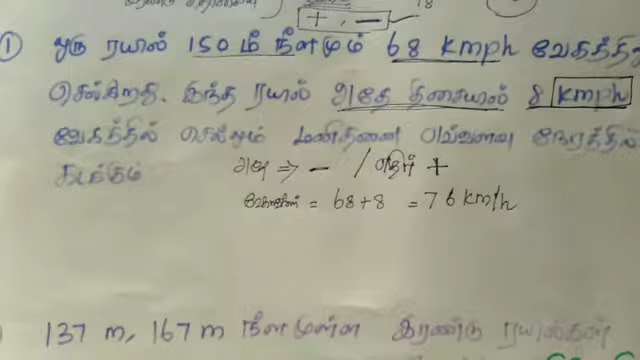 + , - 18
① ஒரு ரயில் 150 மீ நீளமும் 68 kmph வேகத்தி
செல்கிறது. இந்த ரயில் அதே திசையில் 8 kmph
வேகத்தில் செல்லும் மனிதனை எவ்வளவு நேரத்தில்
கடக்கும்
அதே ⇒ - / எதிர் +
= 68+8 = 76 km/h
137 m, 167 m நீளமுள்ள இரண்டு ரயில்கள்